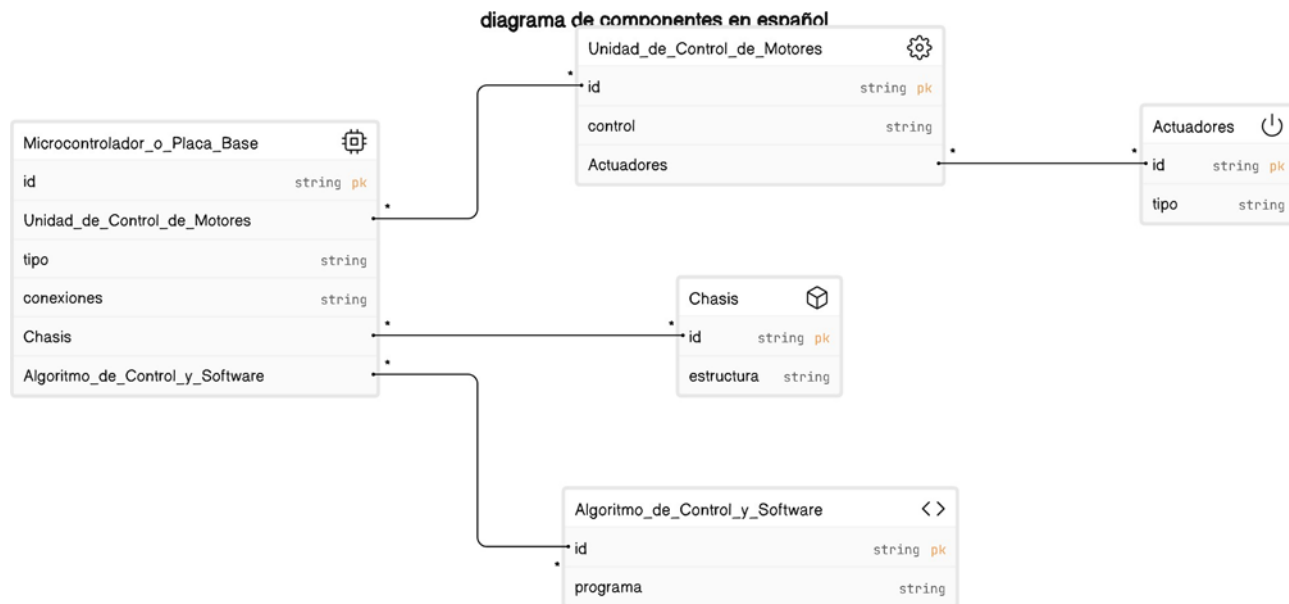 diagrama de componentes en español
Unidad_de_Control_de_Motores
* id string pk
control string
Actuadores *
Actuadores
* id string pk
tipo string
Microcontrolador_o_Placa_Base
id string pk
Unidad_de_Control_de_Motores *
tipo string
conexiones string
Chasis *
Algoritmo_de_Control_y_Software *
Chasis
* id string pk
estructura string
Algoritmo_de_Control_y_Software
* id string pk
programa string